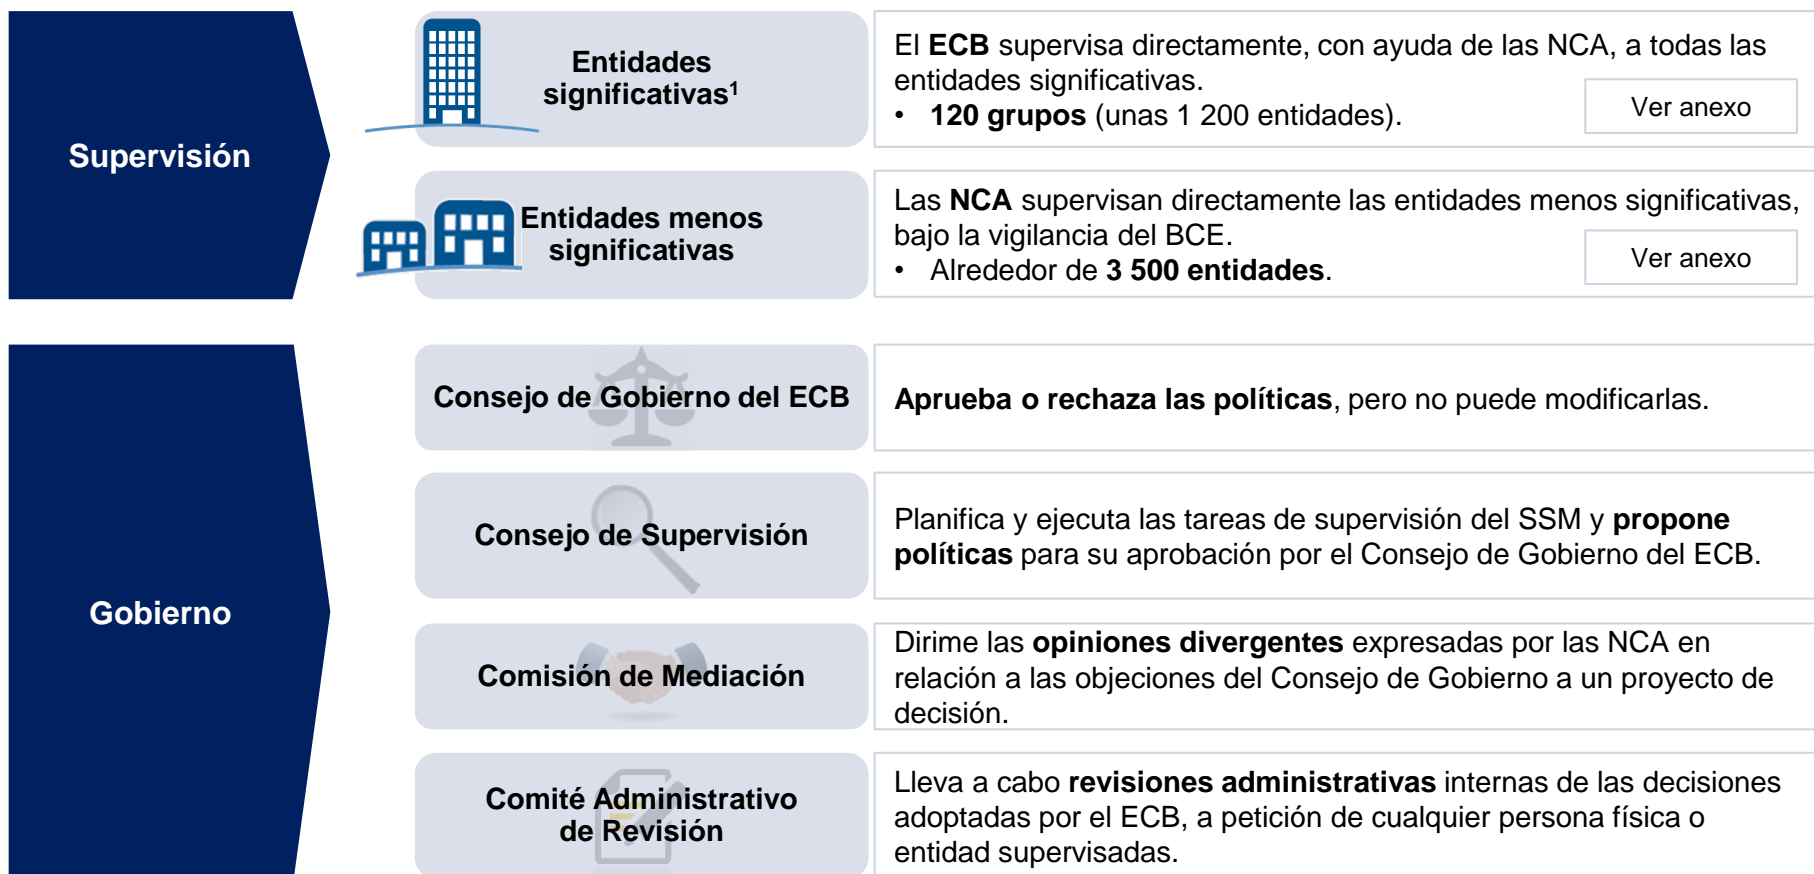 Supervisión
Entidades
significativas¹
El ECB supervisa directamente, con ayuda de las NCA, a todas las
entidades significativas.
• 120 grupos (unas 1 200 entidades).
Ver anexo
Entidades menos
significativas
Las NCA supervisan directamente las entidades menos significativas,
bajo la vigilancia del BCE.
• Alrededor de 3 500 entidades.
Ver anexo
Gobierno
Consejo de Gobierno del ECB
Aprueba o rechaza las políticas, pero no puede modificarlas.
Consejo de Supervisión
Planifica y ejecuta las tareas de supervisión del SSM y propone
políticas para su aprobación por el Consejo de Gobierno del ECB.
Comisión de Mediación
Dirime las opiniones divergentes expresadas por las NCA en
relación a las objeciones del Consejo de Gobierno a un proyecto de
decisión.
Comité Administrativo
de Revisión
Lleva a cabo revisiones administrativas internas de las decisiones
adoptadas por el ECB, a petición de cualquier persona física o
entidad supervisadas.